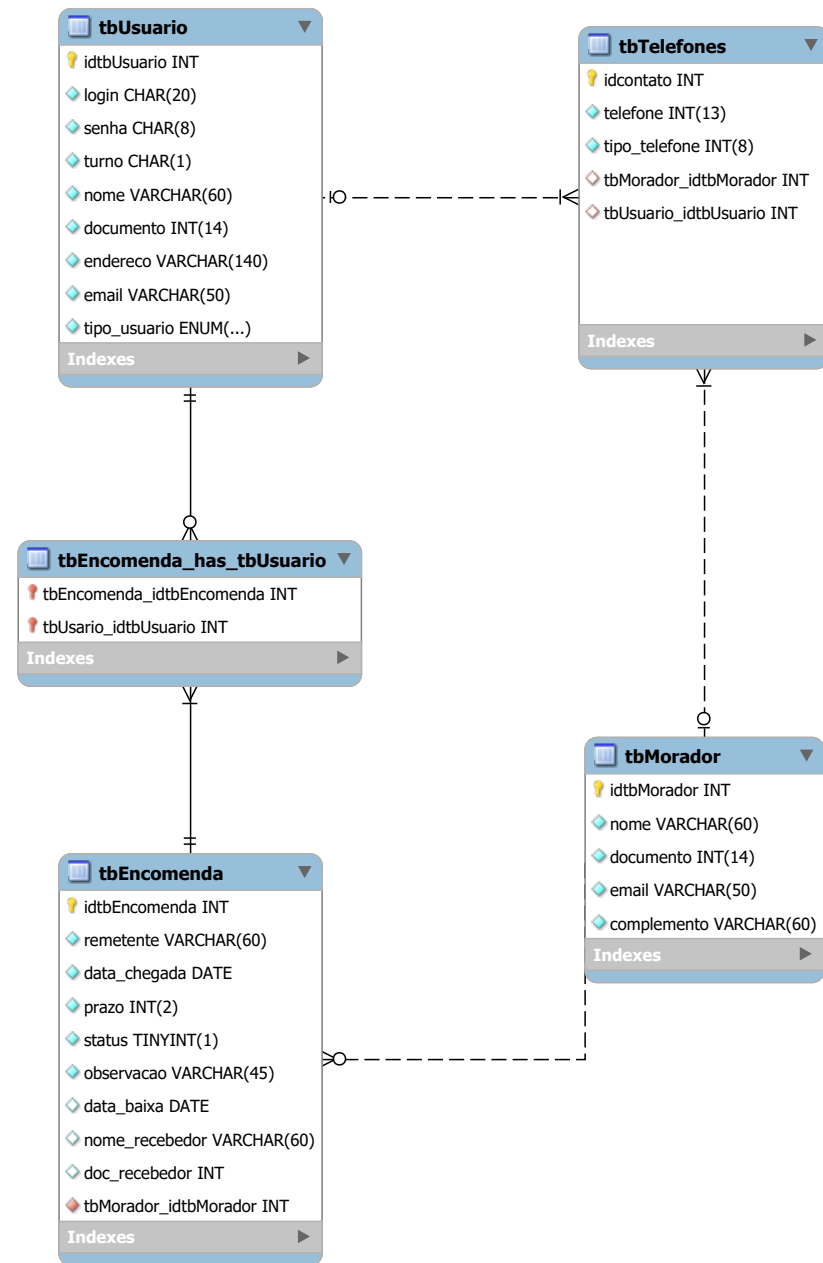 tbUsuario
idtbUsuario INT
login CHAR(20)
senha CHAR(8)
turno CHAR(1)
nome VARCHAR(60)
documento INT(14)
endereco VARCHAR(140)
email VARCHAR(50)
tipo_usuario ENUM(...)
Indexes
tbTelefones
idcontato INT
telefone INT(13)
tipo_telefone INT(8)
tbMorador_idtbMorador INT
tbUsuario_idtbUsuario INT
Indexes
tbEncomenda_has_tbUsuario
tbEncomenda_idtbEncomenda INT
tbUsario_idtbUsuario INT
Indexes
tbMorador
idtbMorador INT
nome VARCHAR(60)
documento INT(14)
email VARCHAR(50)
complemento VARCHAR(60)
Indexes
tbEncomenda
idtbEncomenda INT
remetente VARCHAR(60)
data_chegada DATE
prazo INT(2)
status TINYINT(1)
observacao VARCHAR(45)
data_baixa DATE
nome_recebedor VARCHAR(60)
doc_recebedor INT
tbMorador_idtbMorador INT
Indexes